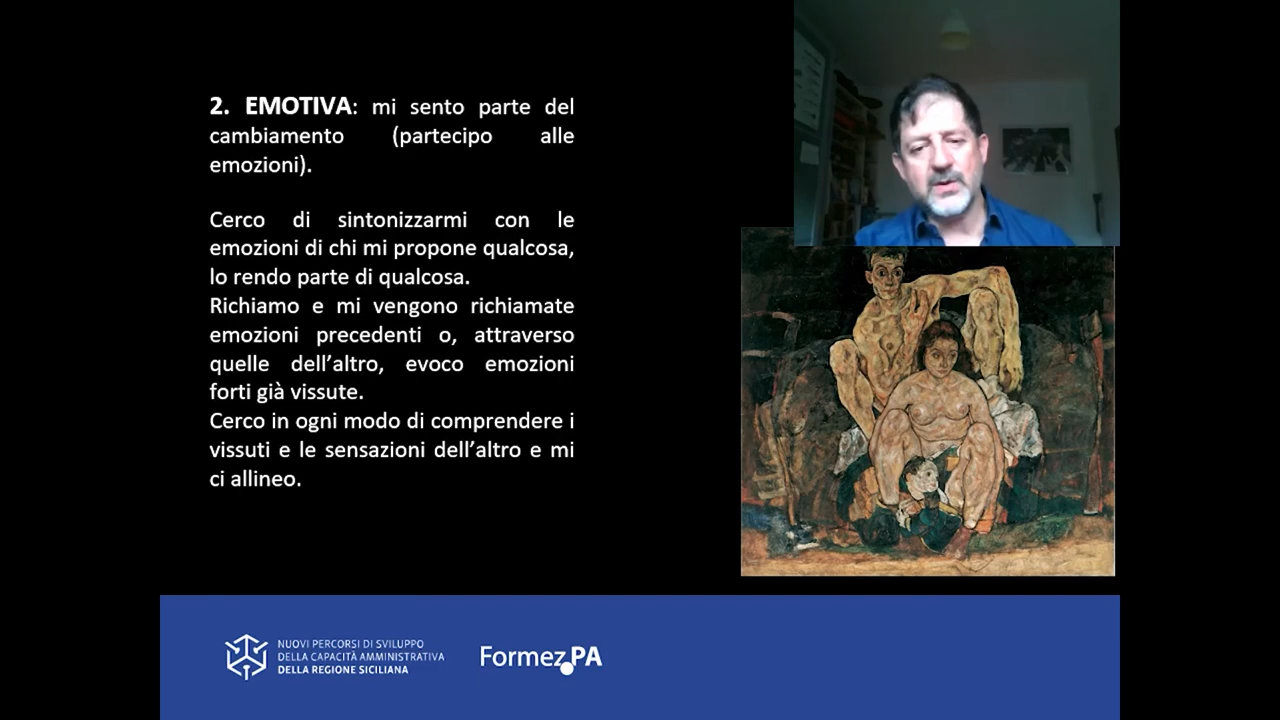 2. EMOTIVA: mi sento parte del
cambiamento (partecipo alle
emozioni).
Cerco di sintonizzarmi con le
emozioni di chi mi propone qualcosa,
lo rendo parte di qualcosa.
Richiamo e mi vengono richiamate
emozioni precedenti o, attraverso
quelle dell'altro, evoco emozioni
forti già vissute.
Cerco in ogni modo di comprendere i
vissuti e le sensazioni dell'altro e mi
ci allineo.
NUOVI PERCORSI DI SVILUPPO
DELLA CAPACITÀ AMMINISTRATIVA
DELLA REGIONE SICILIANA
Formez.PA